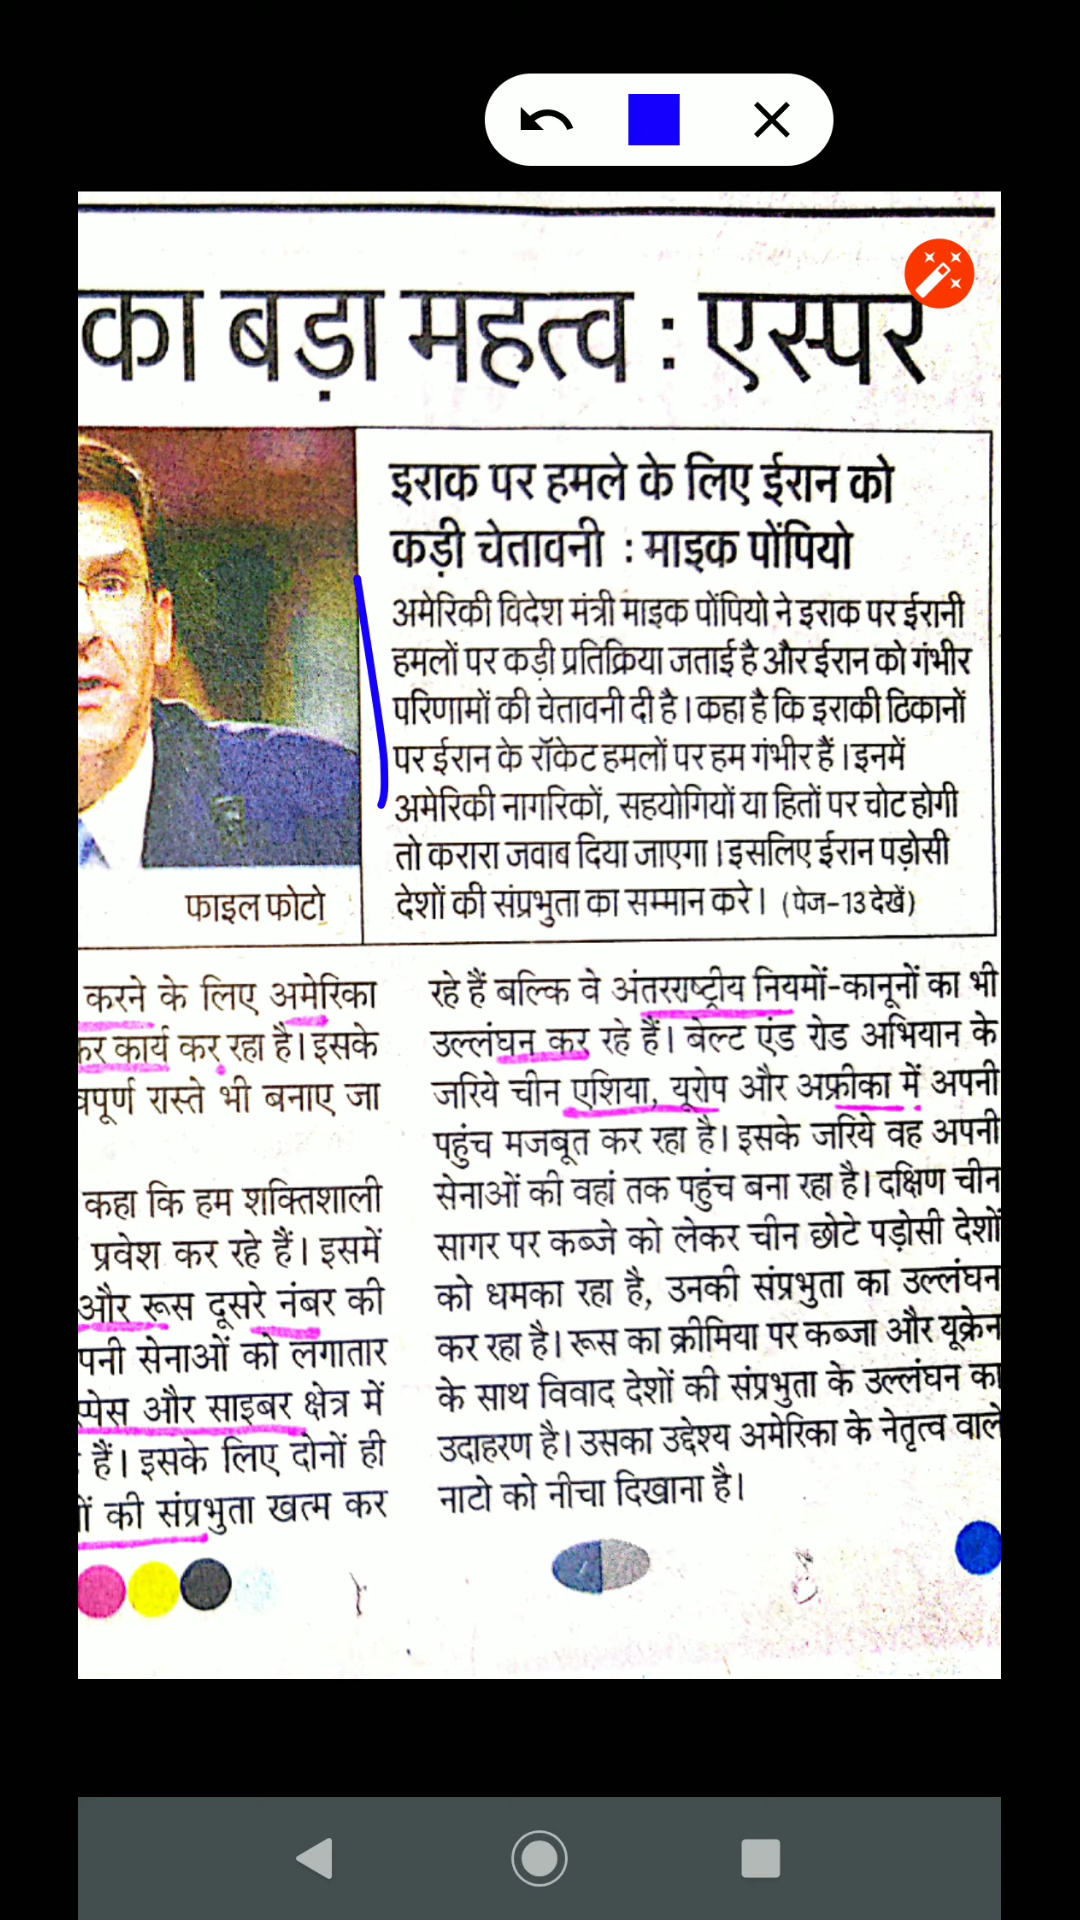 का बड़ा महत्व : एस्पर
इराक पर हमले के लिए ईरान को
कड़ी चेतावनी : माइक पोंपियो
अमेरिकी विदेश मंत्री माइक पोंपियो ने इराक पर ईरानी
हमलों पर कड़ी प्रतिक्रिया जताई है और ईरान को गंभीर
परिणामों की चेतावनी दी है। कहा है कि इराकी ठिकानों
पर ईरान के रॉकेट हमलों पर हम गंभीर हैं। इनमें
अमेरिकी नागरिकों, सहयोगियों या हितों पर चोट होगी
तो करारा जवाब दिया जाएगा। इसलिए ईरान पड़ोसी
देशों की संप्रभुता का सम्मान करे। (पेज-13 देखें)
फाइल फोटो
करने के लिए अमेरिका
कर कार्य कर रहा है। इसके
रास्ते भी बनाए जा
कहा कि हम शक्तिशाली
प्रवेश कर रहे हैं। इसमें
और रूस दूसरे नंबर की
सेनाओं को लगातार
और साइबर क्षेत्र में
हैं। इसके लिए दोनों ही
की संप्रभुता खत्म कर
रहे हैं बल्कि वे अंतरराष्ट्रीय नियमों-कानूनों का भी
उल्लंघन कर रहे हैं। बेल्ट एंड रोड अभियान के
जरिये चीन एशिया, यूरोप और अफ्रीका में अपनी
पहुंच मजबूत कर रहा है। इसके जरिये वह अपनी
सेनाओं की वहां तक पहुंच बना रहा है। दक्षिण चीन
सागर पर कब्जे को लेकर चीन छोटे पड़ोसी देशों
को धमका रहा है, उनकी संप्रभुता का उल्लंघन
कर रहा है। रूस का क्रीमिया पर कब्जा और यूक्रेन
के साथ विवाद देशों की संप्रभुता के उल्लंघन का
उदाहरण है। उसका उद्देश्य अमेरिका के नेतृत्व वाले
नाटो को नीचा दिखाना है।